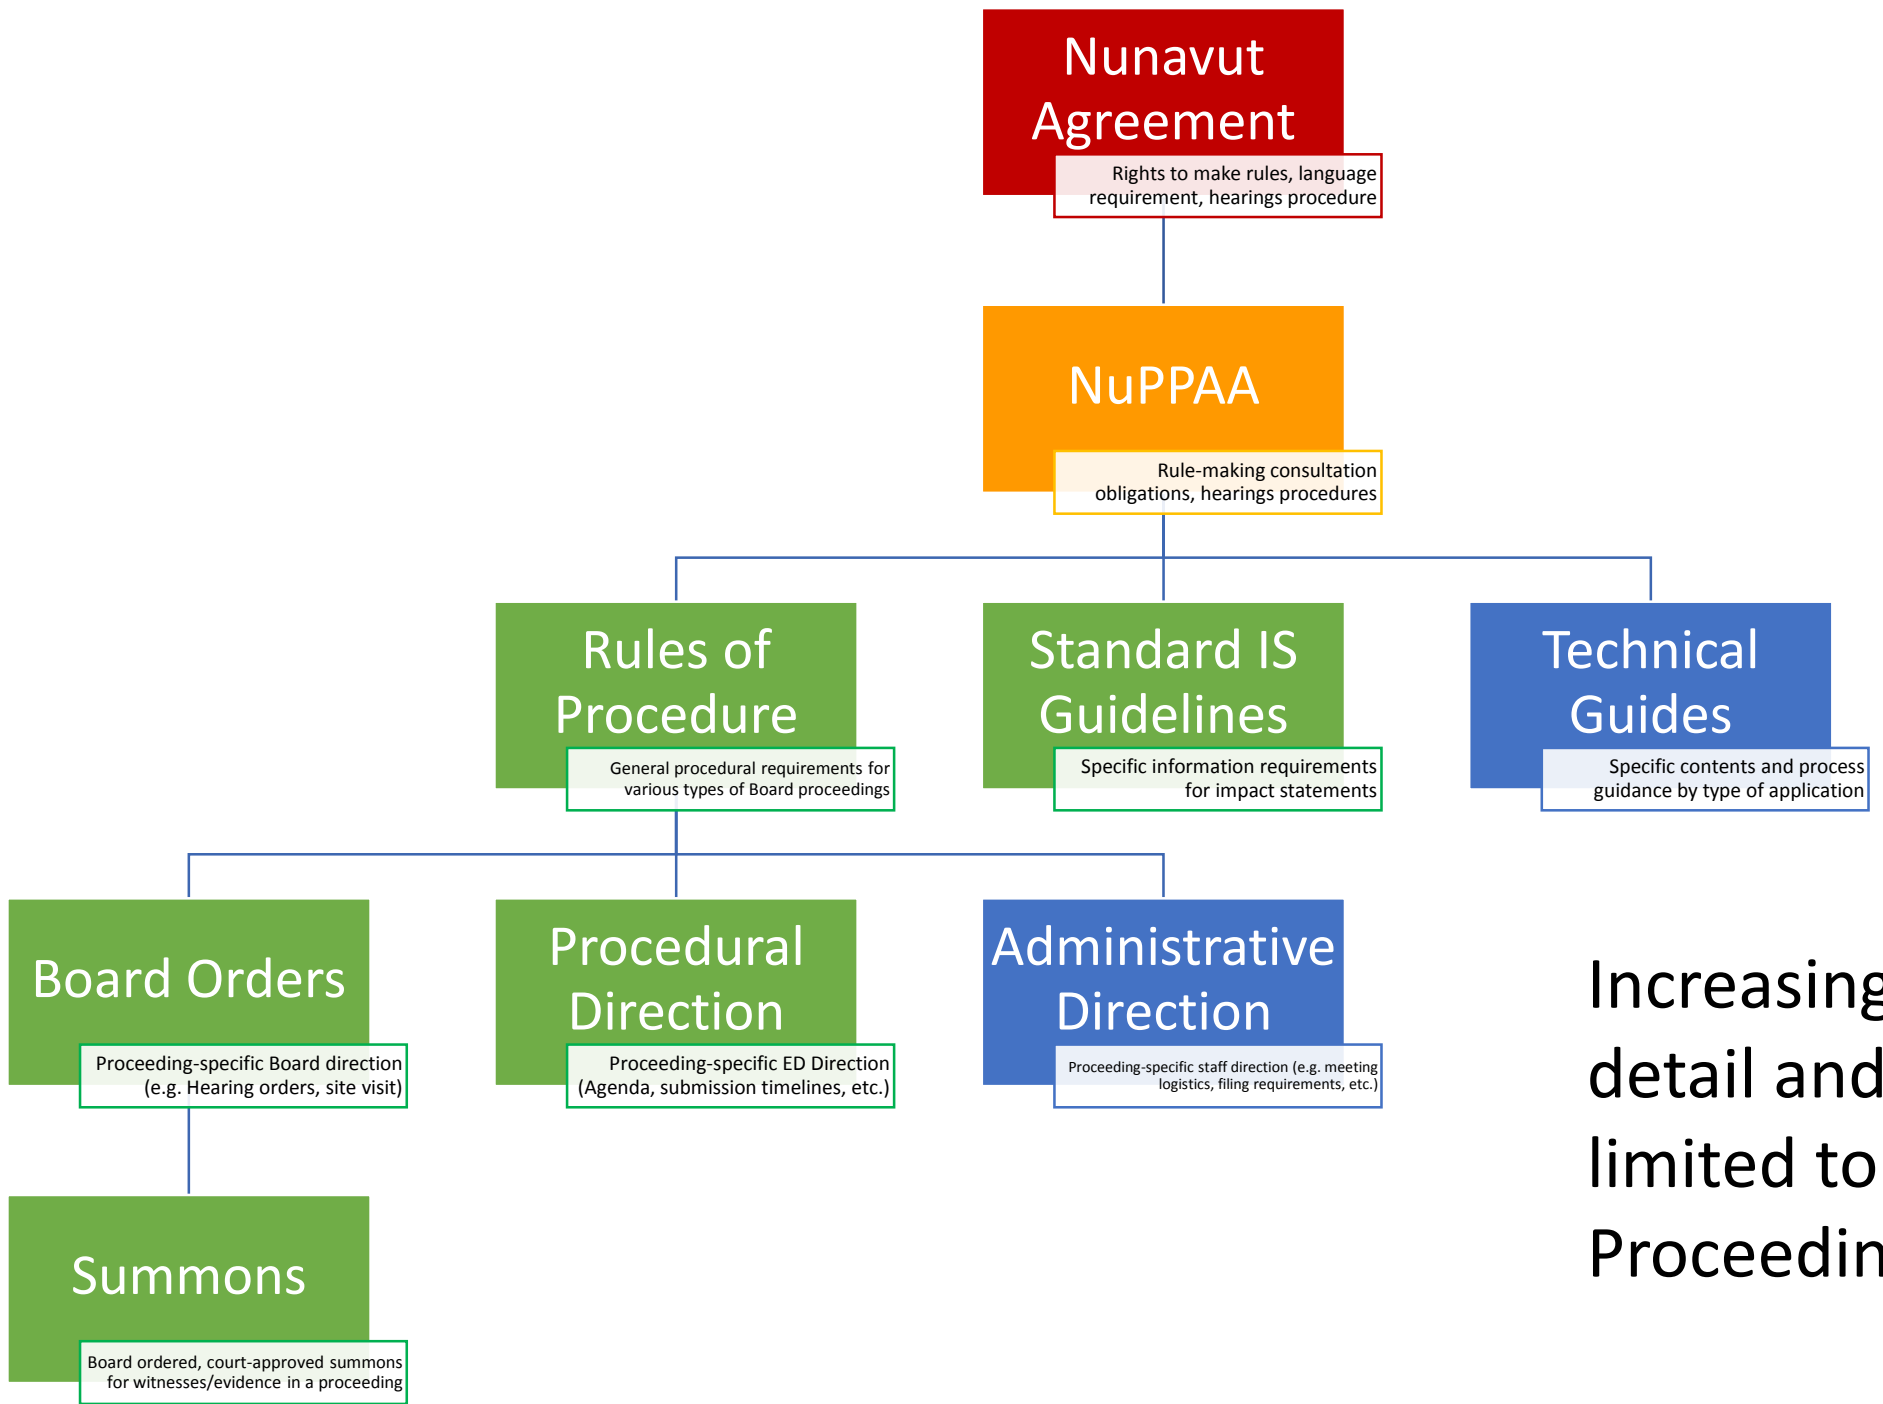 Nunavut
Agreement
Rights to make rules, language
requirement, hearings procedure
NuPPAA
Rule-making consultation
obligations, hearings procedures
Rules of
Procedure
General procedural requirements for
various types of Board proceedings
Standard IS
Guidelines
Specific information requirements
for impact statements
Technical
Guides
Specific contents and process
guidance by type of application
Board Orders
Proceeding-specific Board direction
(e.g. Hearing orders, site visit)
Procedural
Direction
Proceeding-specific ED Direction
(Agenda, submission timelines, etc.)
Administrative
Direction
Proceeding-specific staff direction (e.g. meeting
logistics, filing requirements, etc.)
Increasing
detail and
limited to
Summons
Board ordered, court-approved summons
for witnesses/evidence in a proceeding